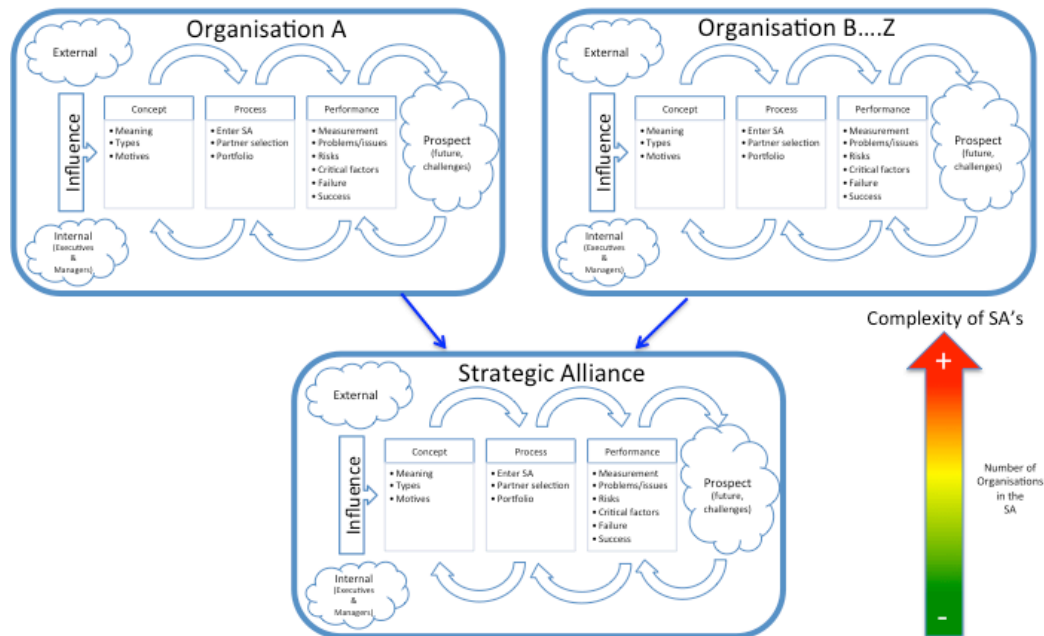 Organisation A
External
Influence
Internal
(Executives
&
Managers)
Concept
• Meaning
• Types
• Motives
Process
• Enter SA
• Partner selection
• Portfolio
Performance
• Measurement
• Problems/issues
• Risks
• Critical factors
• Failure
• Success
Prospect
(future,
challenges)
Organisation B....Z
External
Influence
Internal
(Executives
&
Managers)
Concept
• Meaning
• Types
• Motives
Process
• Enter SA
• Partner selection
• Portfolio
Performance
• Measurement
• Problems/issues
• Risks
• Critical factors
• Failure
• Success
Prospect
(future,
challenges)
Strategic Alliance
External
Influence
Internal
(Executives
&
Managers)
Concept
• Meaning
• Types
• Motives
Process
• Enter SA
• Partner selection
• Portfolio
Performance
• Measurement
• Problems/issues
• Risks
• Critical factors
• Failure
• Success
Prospect
(future,
challenges)
Complexity of SA's
+
Number of
Organisations
in the
SA
-